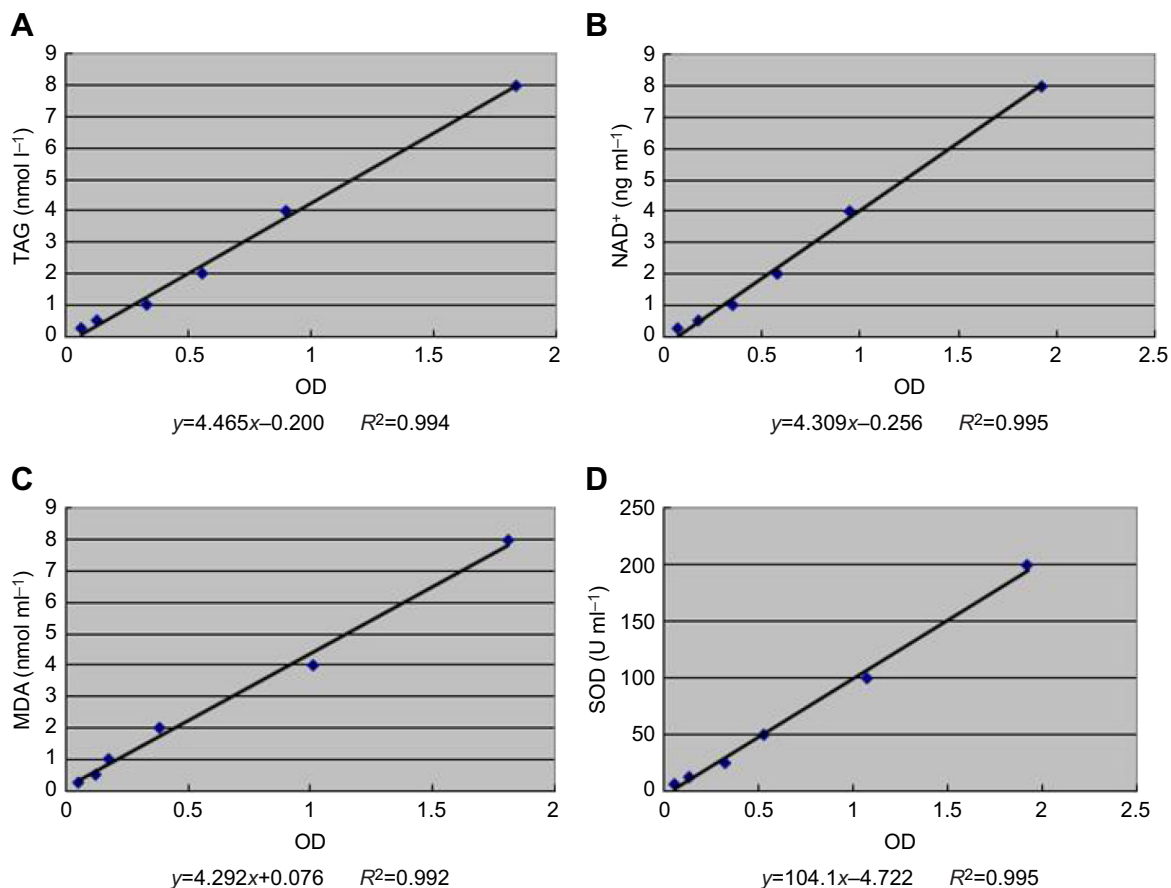 A
TAG (nmol l⁻¹)
9
8
7
6
5
4
3
2
1
0
0 0.5 1 1.5 2
OD
y=4.465x–0.200 R²=0.994
B
NAD⁺ (ng ml⁻¹)
9
8
7
6
5
4
3
2
1
0
0 0.5 1 1.5 2 2.5
OD
y=4.309x–0.256 R²=0.995
C
MDA (nmol ml⁻¹)
9
8
7
6
5
4
3
2
1
0
0 0.5 1 1.5 2
OD
y=4.292x+0.076 R²=0.992
D
SOD (U ml⁻¹)
250
200
150
100
50
0
0 0.5 1 1.5 2 2.5
OD
y=104.1x–4.722 R²=0.995